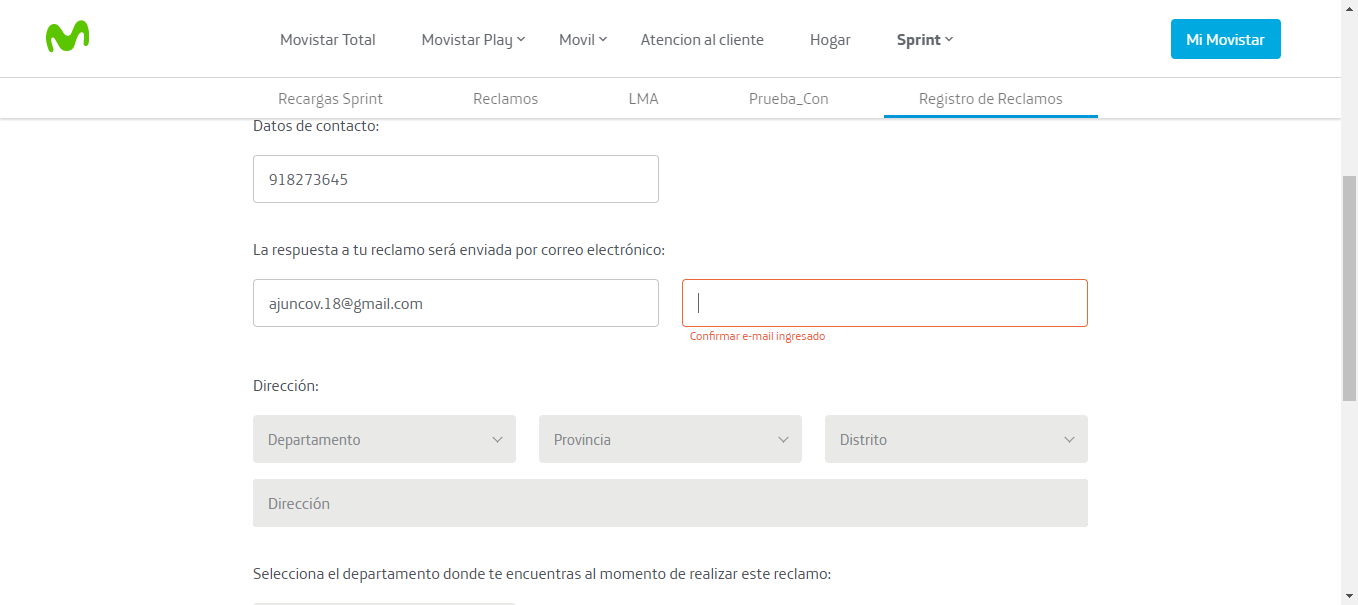 Movistar Total Movistar Play Movil Atencion al cliente Hogar Sprint Mi Movistar
Recargas Sprint Reclamos LMA Prueba_Con Registro de Reclamos
Datos de contacto:
918273645
La respuesta a tu reclamo será enviada por correo electrónico:
ajuncov.18@gmail.com
Confirmar e-mail ingresado
Dirección:
Departamento Provincia Distrito
Dirección
Selecciona el departamento donde te encuentras al momento de realizar este reclamo: